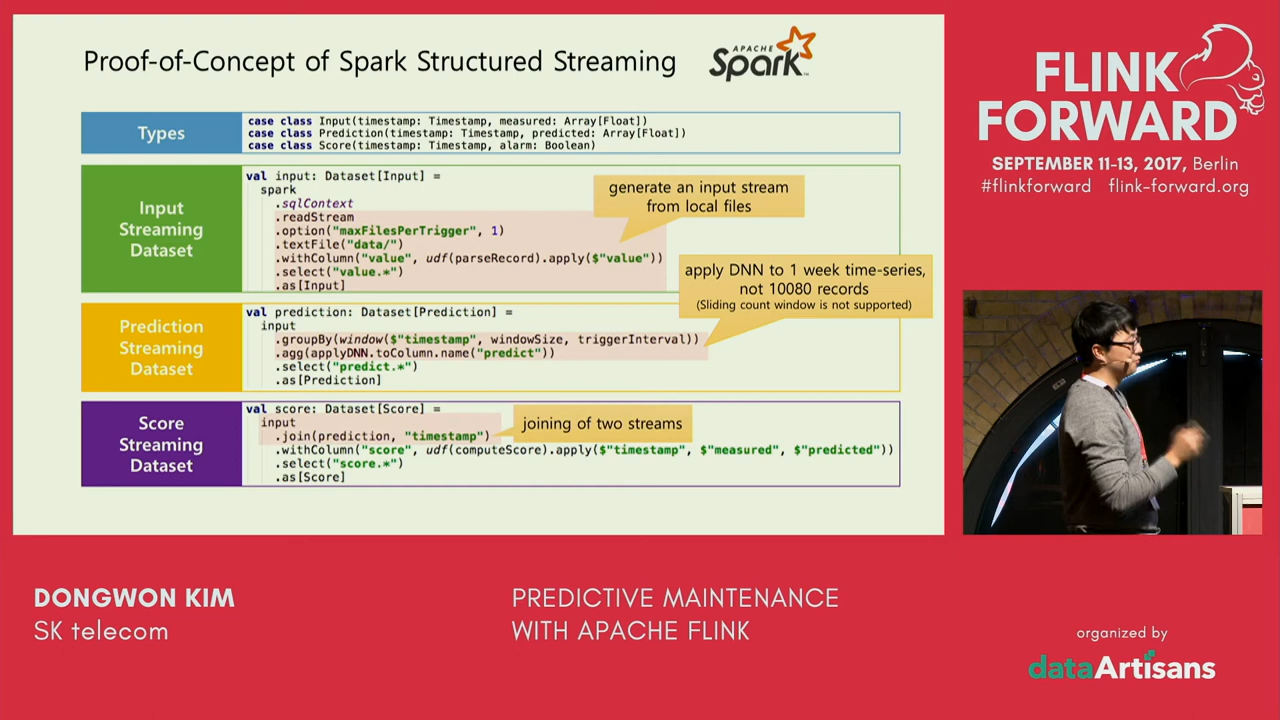 Proof-of-Concept of Spark Structured Streaming
APACHE
Spark
TM
Types
case class Input(timestamp: Timestamp, measured: Array[Float])
case class Prediction(timestamp: Timestamp, predicted: Array[Float])
case class Score(timestamp: Timestamp, alarm: Boolean)
Input
Streaming
Dataset
val input: Dataset[Input] =
spark
.sqlContext
.readStream
.option("maxFilesPerTrigger", 1)
.textFile("data/")
.withColumn("value", udf(parseRecord).apply($"value"))
.select("value.*")
.as[Input]
generate an input stream
from local files
Prediction
Streaming
Dataset
val prediction: Dataset[Prediction] =
input
.groupBy(window($"timestamp", windowSize, triggerInterval))
.agg(applyDNN.toColumn.name("predict"))
.select("predict.*")
.as[Prediction]
apply DNN to 1 week time-series,
not 10080 records
(Sliding count window is not supported)
Score
Streaming
Dataset
val score: Dataset[Score] =
input
.join(prediction, "timestamp")
.withColumn("score", udf(computeScore).apply($"timestamp", $"measured", $"predicted"))
.select("score.*")
.as[Score]
joining of two streams
FLINK
FORWARD
SEPTEMBER 11-13, 2017, Berlin
#flinkforward flink-forward.org
DONGWON KIM
SK telecom
PREDICTIVE MAINTENANCE
WITH APACHE FLINK
organized by
dataArtisans